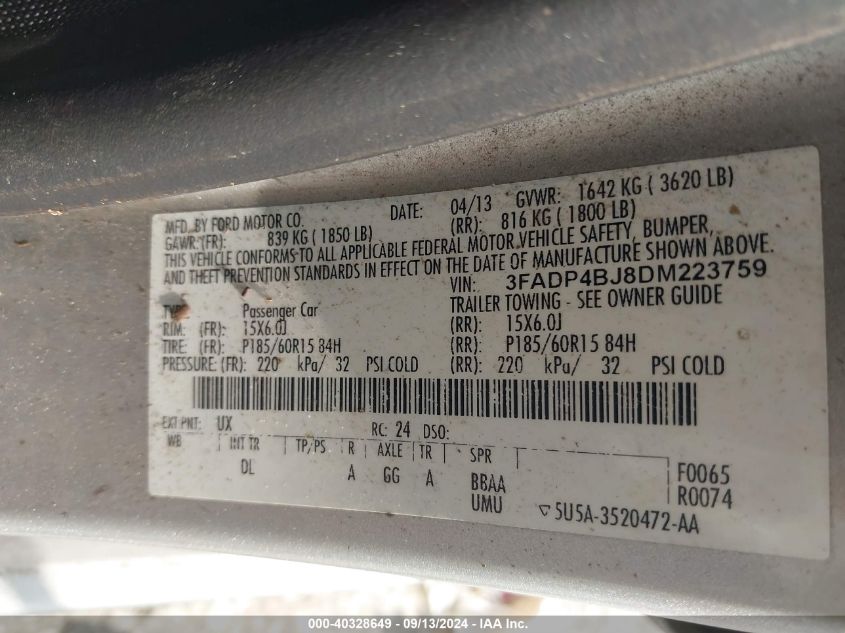 MFD. BY FORD MOTOR CO. DATE: 04/13 GVWR: 1642 KG ( 3620 LB)
GAWR: (FR): 839 KG ( 1850 LB) (RR): 816 KG ( 1800 LB)
THIS VEHICLE CONFORMS TO ALL APPLICABLE FEDERAL MOTOR VEHICLE SAFETY, BUMPER,
AND THEFT PREVENTION STANDARDS IN EFFECT ON THE DATE OF MANUFACTURE SHOWN ABOVE.
VIN: 3FADP4BJ8DM223759
TYPE: Passenger Car TRAILER TOWING - SEE OWNER GUIDE
RIM: (FR): 15X6.0J (RR): 15X6.0J
TIRE: (FR): P185/60R15 84H (RR): P185/60R15 84H
PRESSURE: (FR): 220 kPa/ 32 PSI COLD (RR): 220 kPa/ 32 PSI COLD
EXT PNT: UX RC: 24 DSO:
WB INT TR TP/PS R AXLE TR SPR
DL A GG A BBAA F0065
UMU R0074
▽5U5A-3520472-AA
000-40328649 - 09/13/2024 - IAA, Inc.